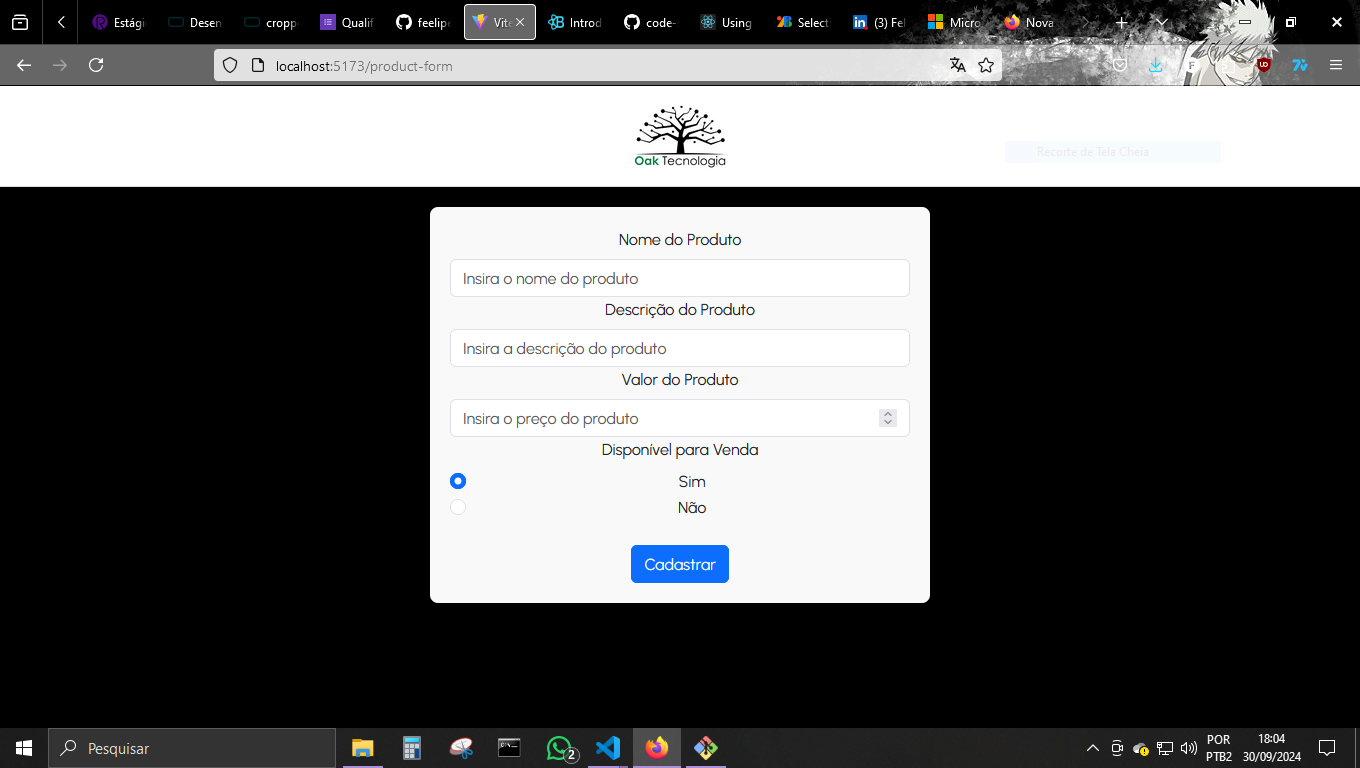 Estági
Desen
cropp
Qualif
feelipe
Vite
Introd
code-
Using
Selecti
(3) Fel
Micro
Nova
localhost:5173/product-form
F
Oak Tecnologia
Recorte de Tela Cheia
Nome do Produto
Insira o nome do produto
Descrição do Produto
Insira a descrição do produto
Valor do Produto
Insira o preço do produto
Disponível para Venda
Sim
Não
Cadastrar
Pesquisar
2
POR
PTB2
18:04
30/09/2024